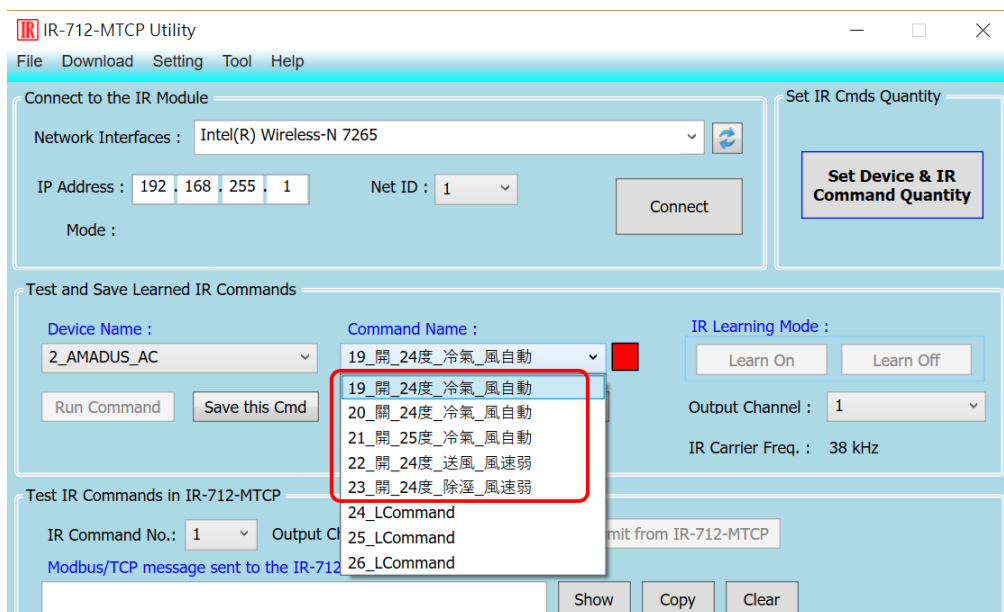 IR IR-712-MTCP Utility
File Download Setting Tool Help
Connect to the IR Module
Network Interfaces : Intel(R) Wireless-N 7265
IP Address : 192 . 168 . 255 . 1 Net ID : 1
Connect
Mode :
Set IR Cmds Quantity
Set Device & IR
Command Quantity
Test and Save Learned IR Commands
Device Name :
2_AMADUS_AC
Run Command Save this Cmd
Command Name :
19_開_24度_冷氣_風自動
19_開_24度_冷氣_風自動
20_關_24度_冷氣_風自動
21_開_25度_冷氣_風自動
22_開_24度_送風_風速弱
23_開_24度_除溼_風速弱
24_LCommand
25_LCommand
26_LCommand
IR Learning Mode :
Learn On Learn Off
Output Channel : 1
IR Carrier Freq. : 38 kHz
Test IR Commands in IR-712-MTCP
IR Command No.: 1 Output Ch
mit from IR-712-MTCP
Modbus/TCP message sent to the IR-712
Show Copy Clear